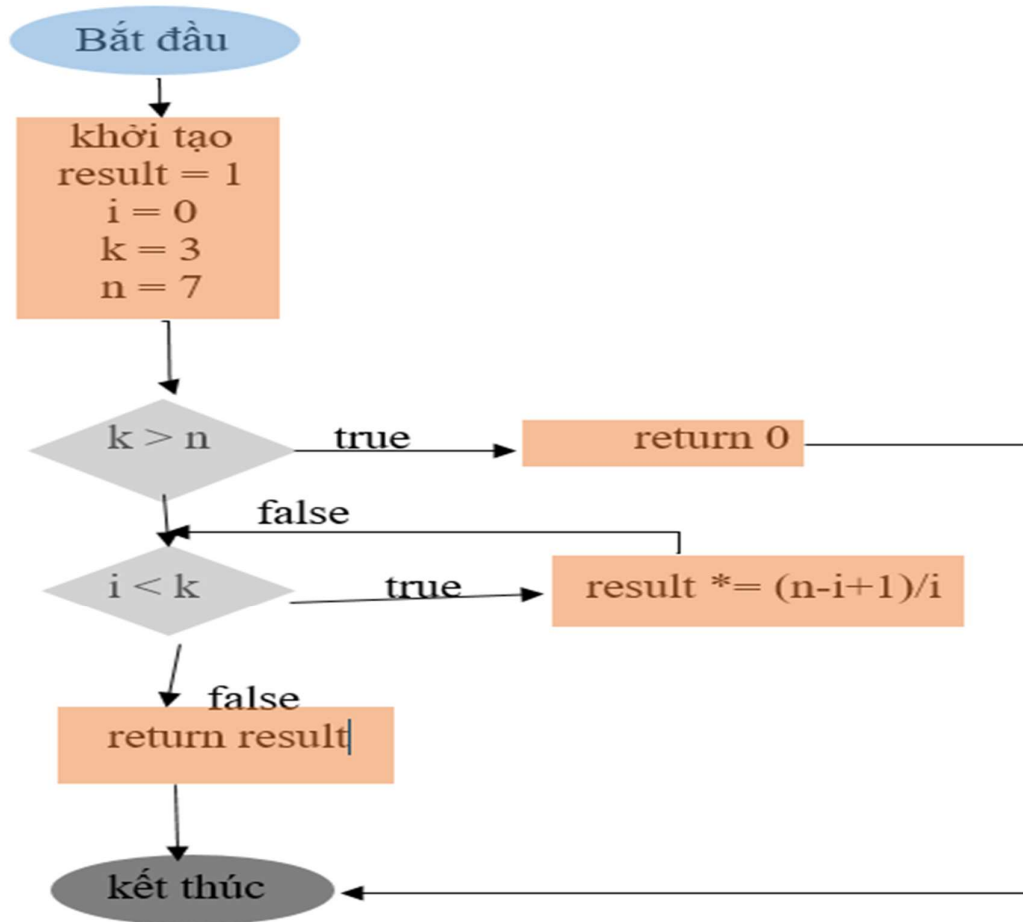 Bắt đầu
khởi tạo
result = 1
i = 0
k = 3
n = 7
k > n
true
return 0
false
i < k
true
result *= (n-i+1)/i
false
return result
kết thúc